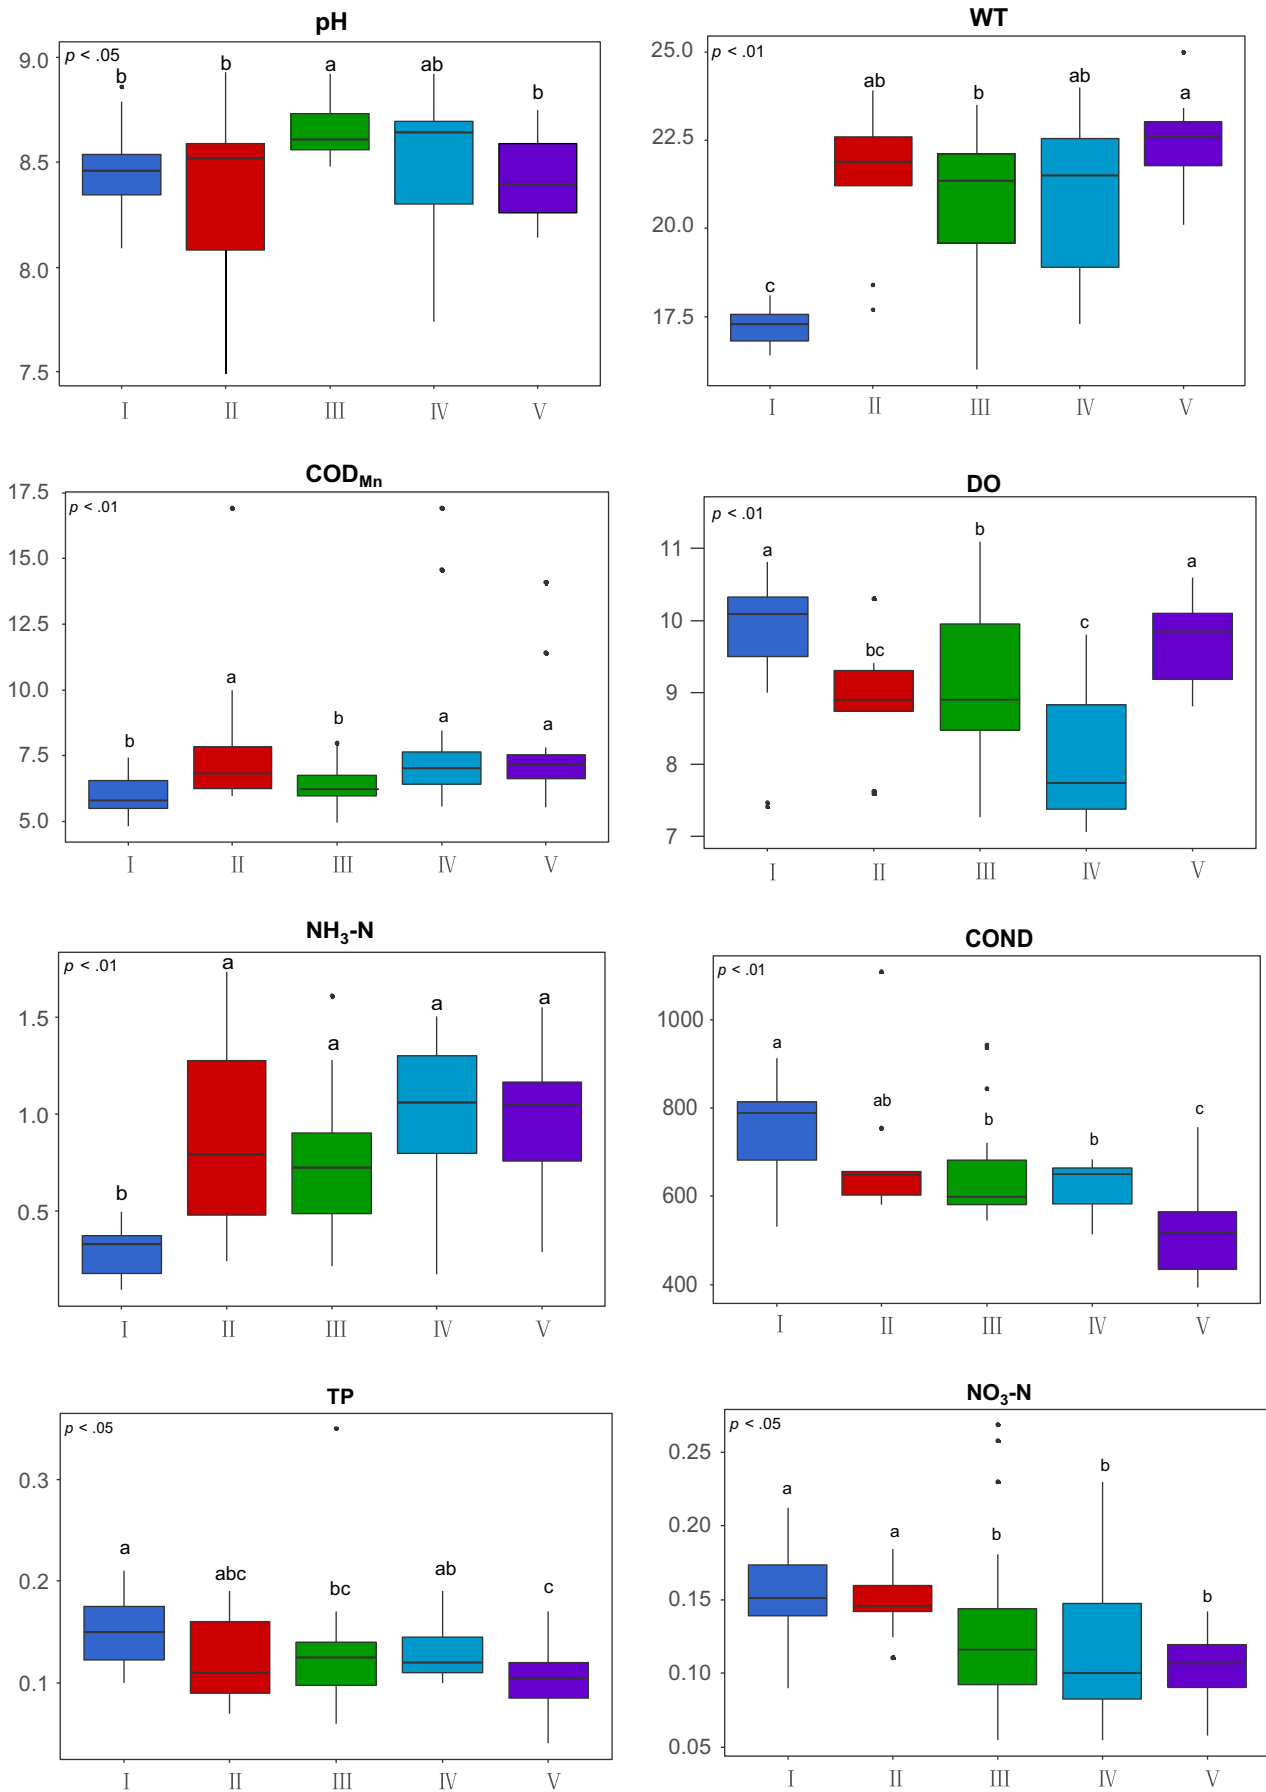 pH
p < .05
9.0
8.5
8.0
7.5
b
b
a
ab
b
I
II
III
IV
V
WT
p < .01
25.0
22.5
20.0
17.5
c
ab
b
ab
a
I
II
III
IV
V
COD_Mn
p < .01
17.5
15.0
12.5
10.0
7.5
5.0
b
a
b
a
a
I
II
III
IV
V
DO
p < .01
11
10
9
8
7
a
bc
b
c
a
I
II
III
IV
V
NH₃-N
p < .01
1.5
1.0
0.5
b
a
a
a
a
I
II
III
IV
V
COND
p < .01
1000
800
600
400
a
ab
b
b
c
I
II
III
IV
V
TP
p < .05
0.3
0.2
0.1
a
abc
bc
ab
c
I
II
III
IV
V
NO₃-N
p < .05
0.25
0.20
0.15
0.10
0.05
a
a
b
b
b
I
II
III
IV
V